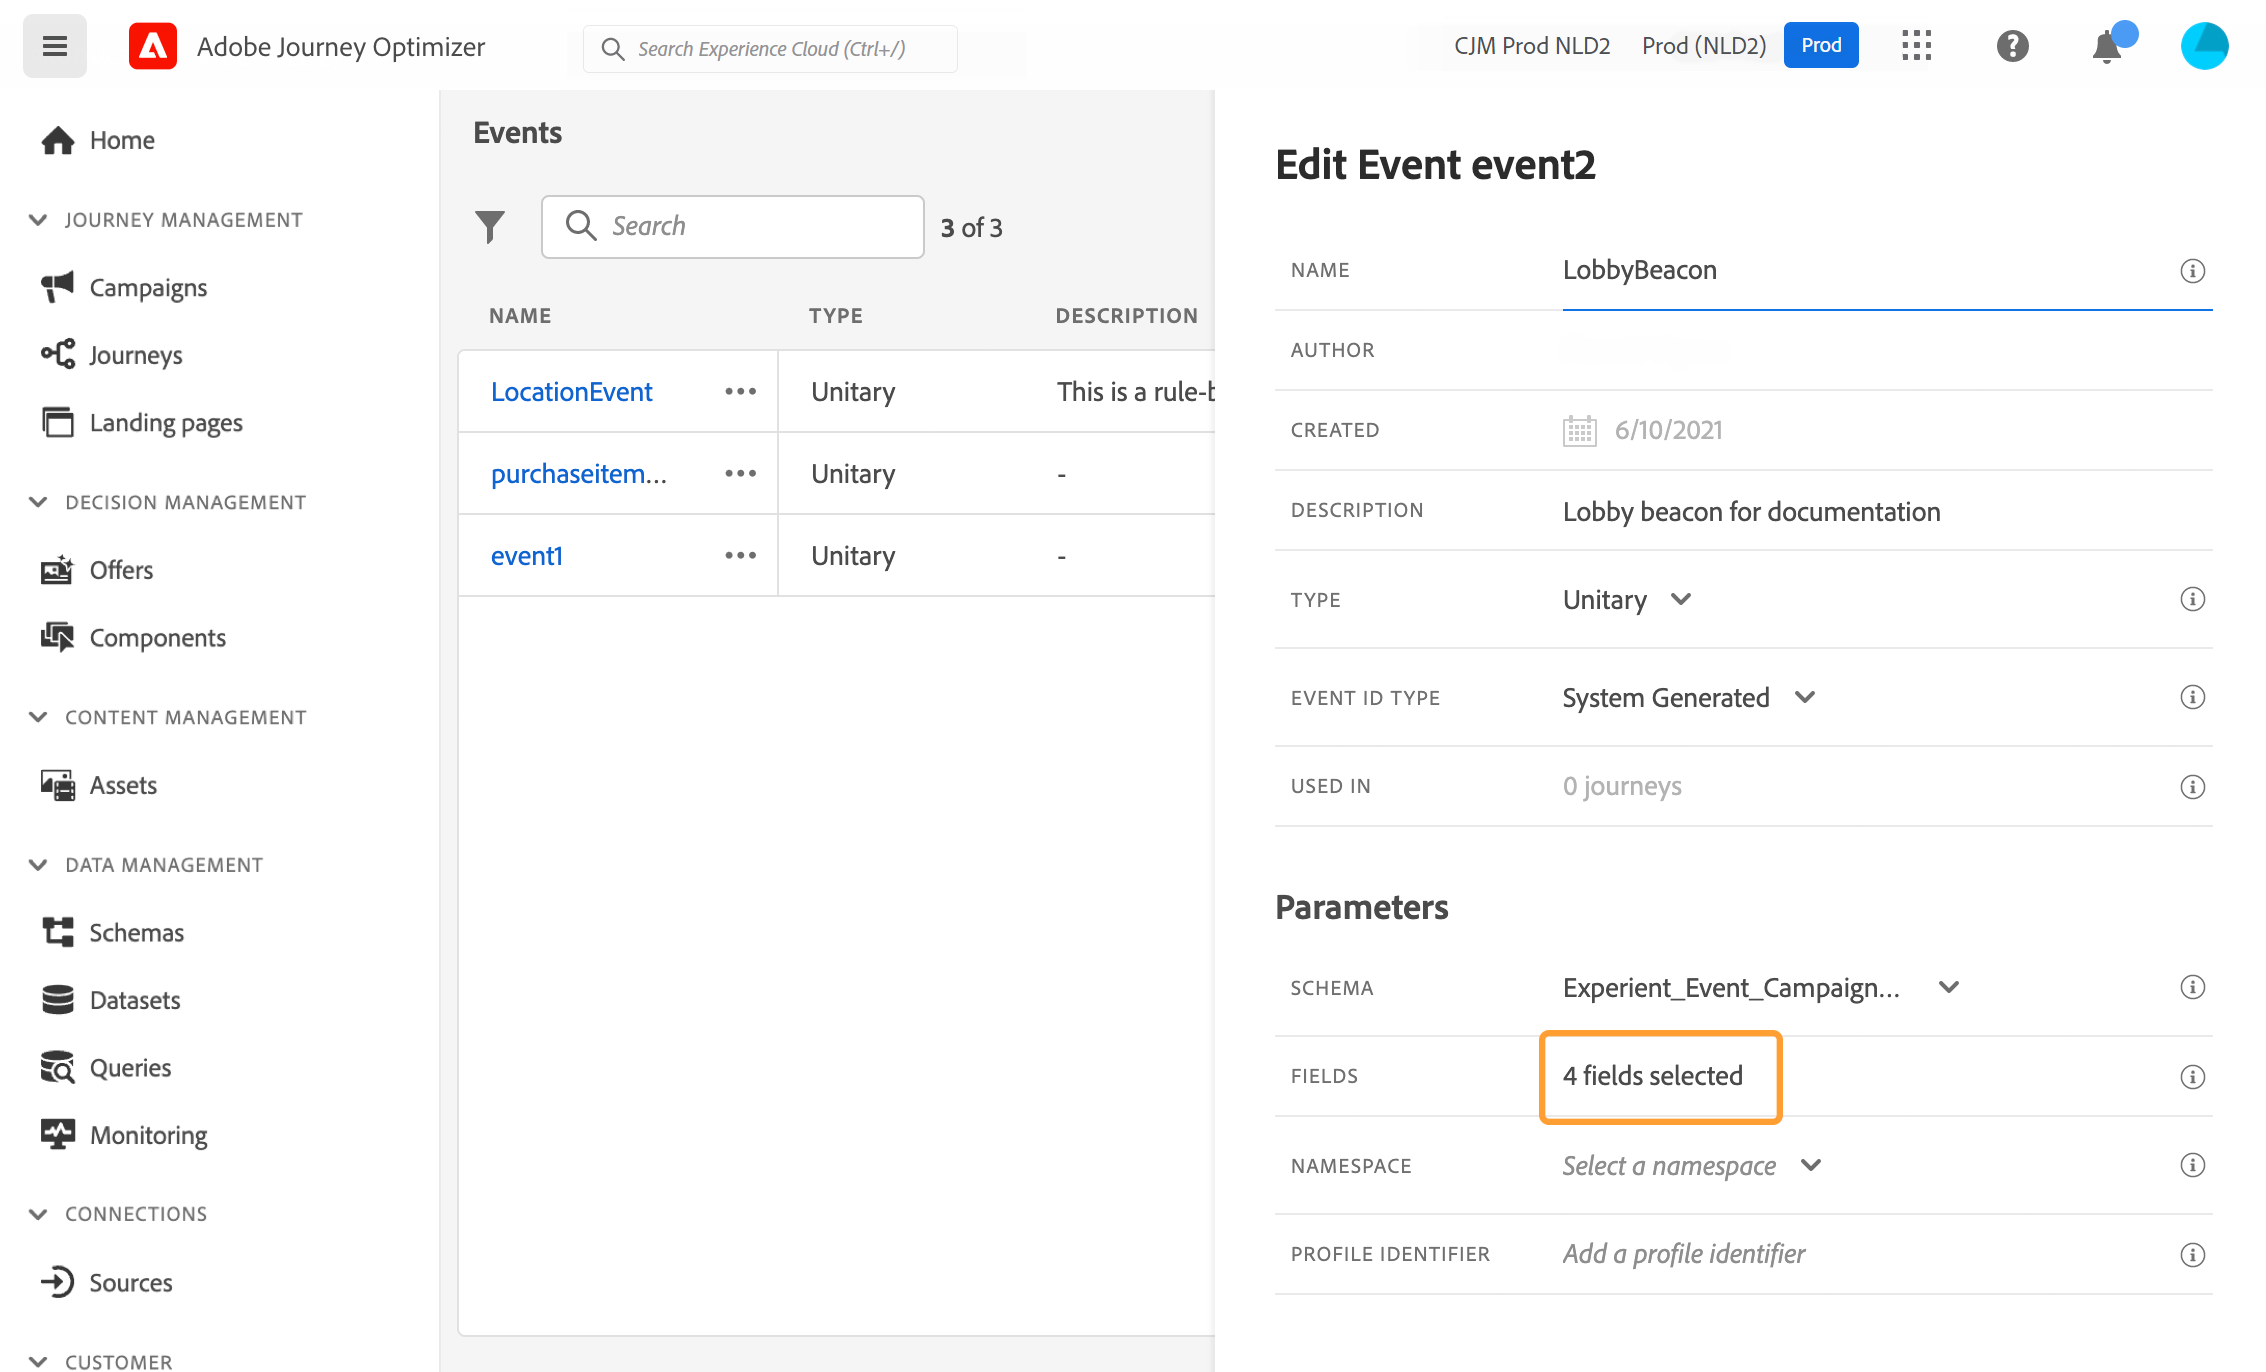 Adobe Journey Optimizer
Search Experience Cloud (Ctrl+/)
CJM Prod NLD2
Prod (NLD2)
Prod
Home
JOURNEY MANAGEMENT
Campaigns
Journeys
Landing pages
DECISION MANAGEMENT
Offers
Components
CONTENT MANAGEMENT
Assets
DATA MANAGEMENT
Schemas
Datasets
Queries
Monitoring
CONNECTIONS
Sources
CUSTOMER
Events
Search
3 of 3
NAME TYPE DESCRIPTION
LocationEvent ••• Unitary This is a rule-b
purchaseitem... ••• Unitary -
event1 ••• Unitary -
Edit Event event2
NAME LobbyBeacon
AUTHOR
CREATED 6/10/2021
DESCRIPTION Lobby beacon for documentation
TYPE Unitary
EVENT ID TYPE System Generated
USED IN 0 journeys
Parameters
SCHEMA Experient_Event_Campaign...
FIELDS 4 fields selected
NAMESPACE Select a namespace
PROFILE IDENTIFIER Add a profile identifier